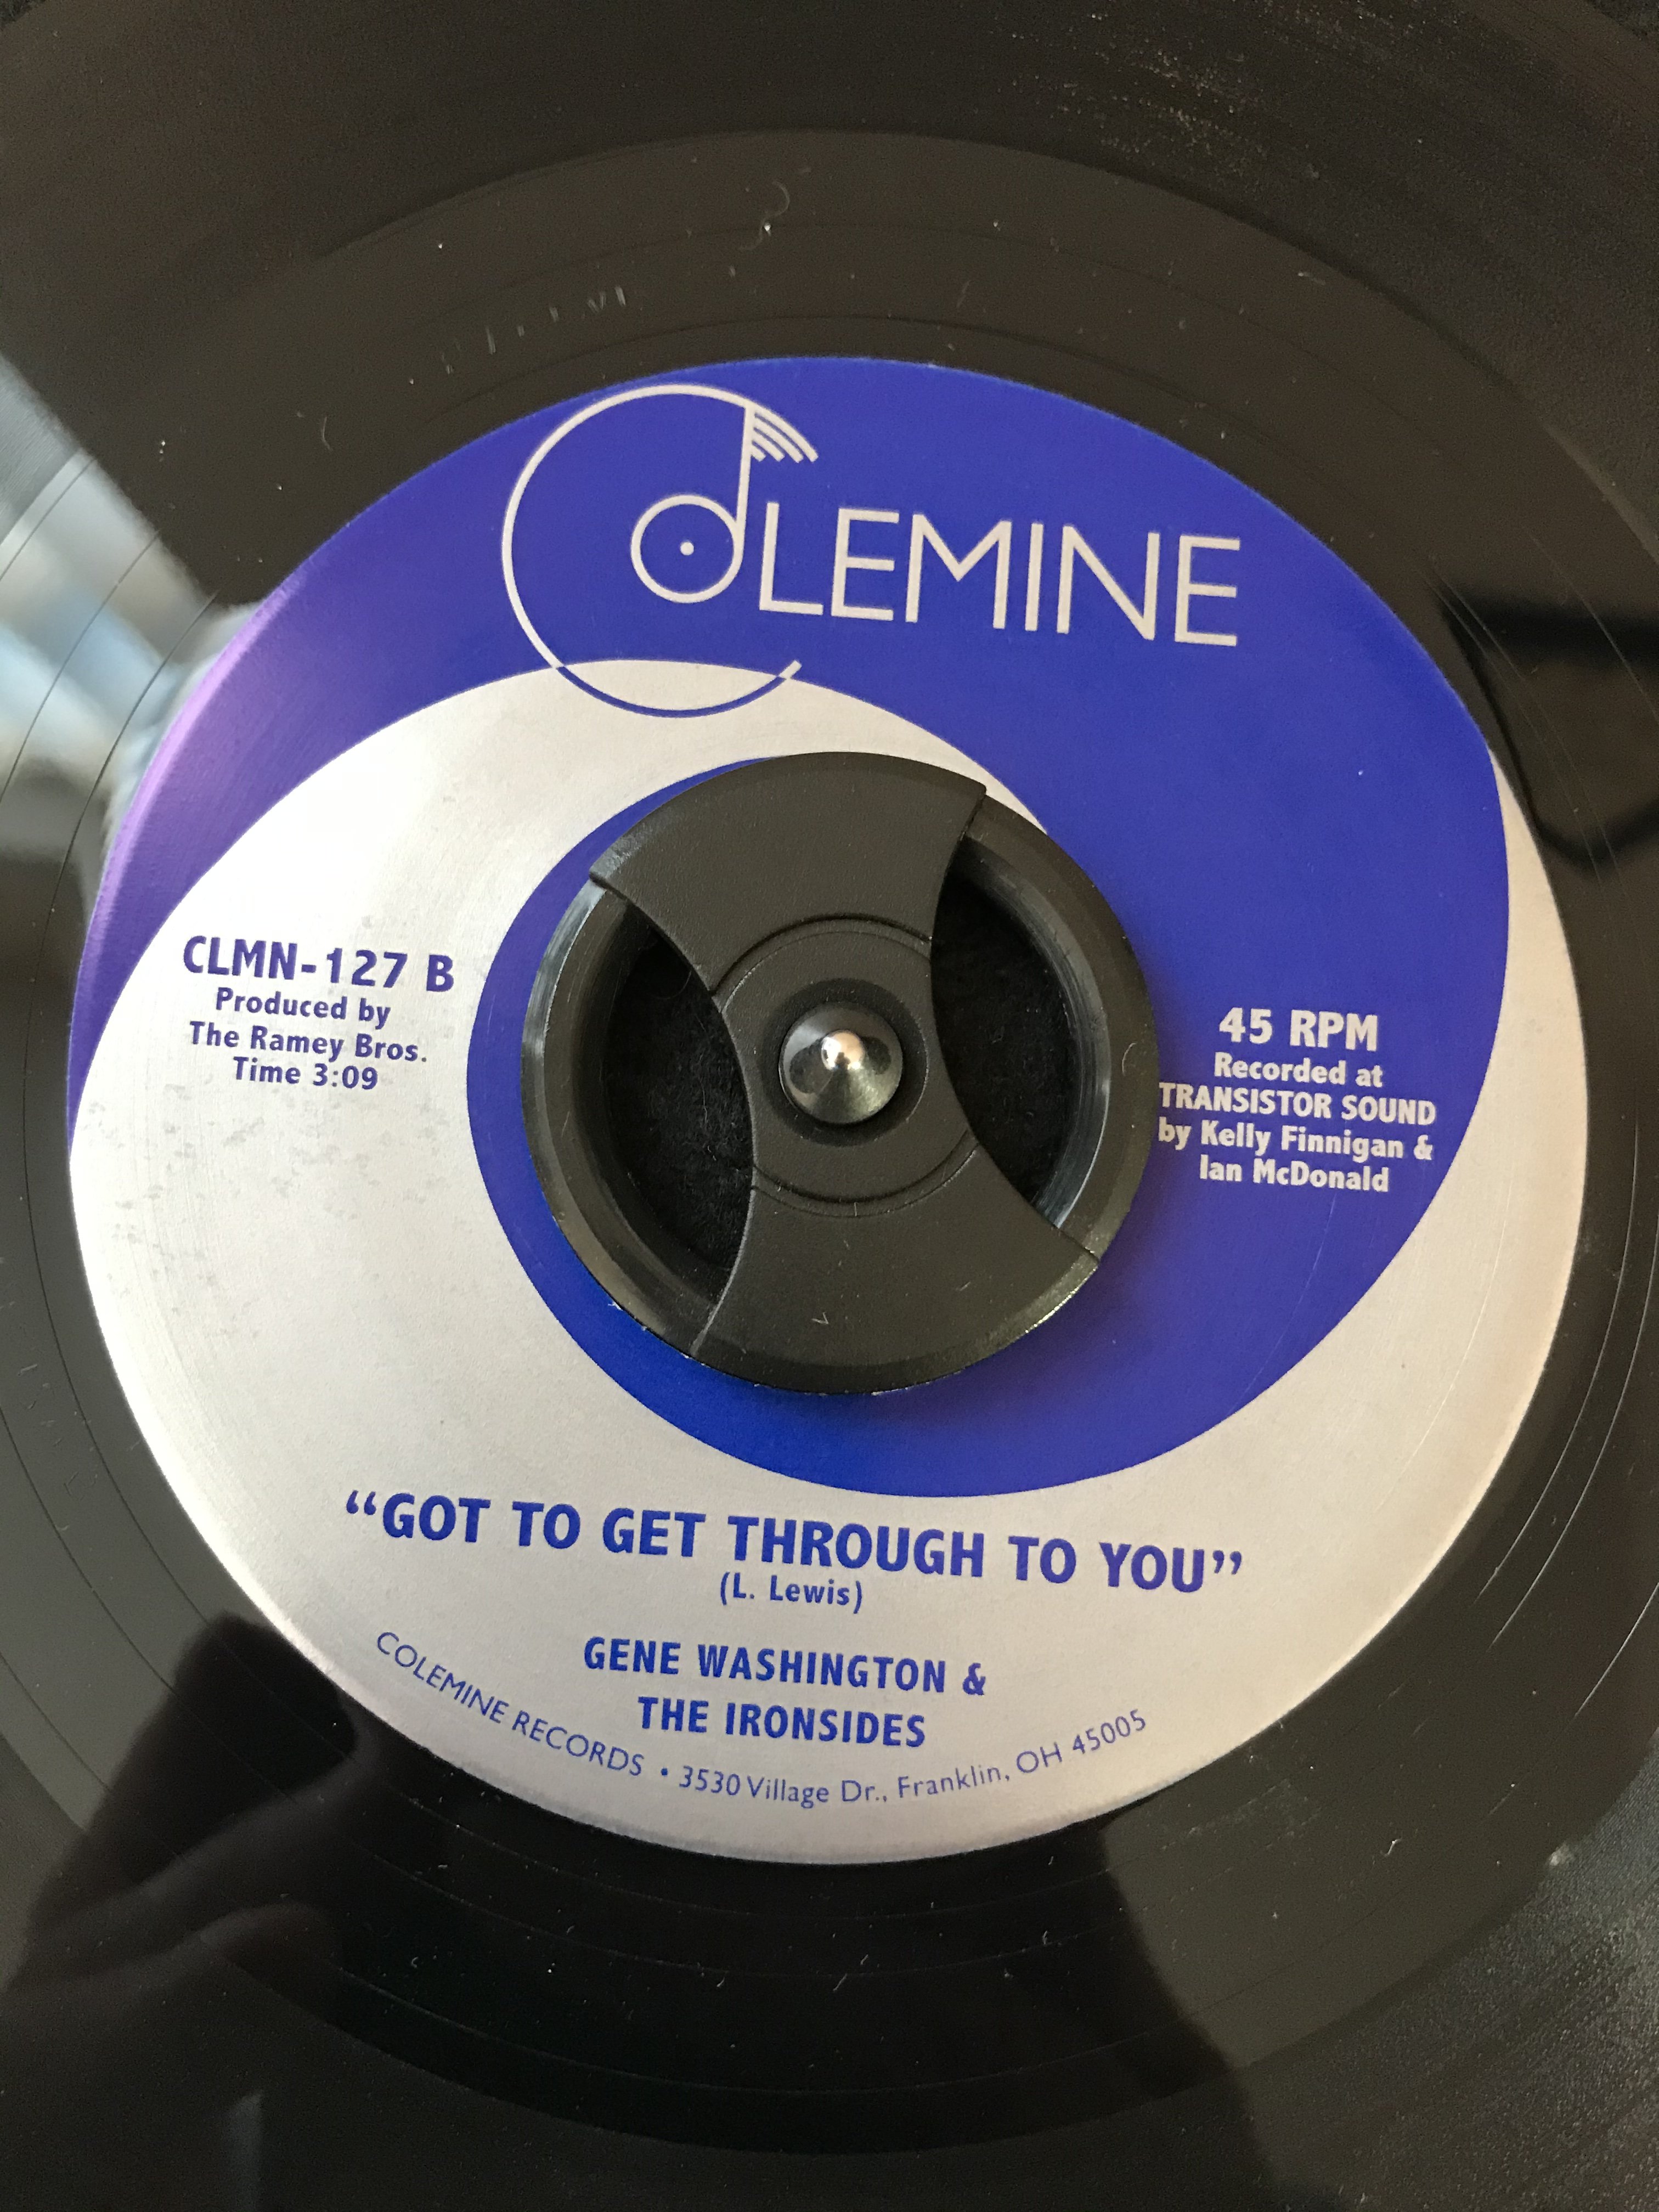 COLEMINE
CLMN-127 B
Produced by
The Ramey Bros.
Time 3:09
45 RPM
Recorded at
TRANSISTOR SOUND
by Kelly Finnigan &
Ian McDonald
“GOT TO GET THROUGH TO YOU”
(L. Lewis)
GENE WASHINGTON &
THE IRONSIDES
COLEMINE RECORDS • 3530 Village Dr., Franklin, OH 45005